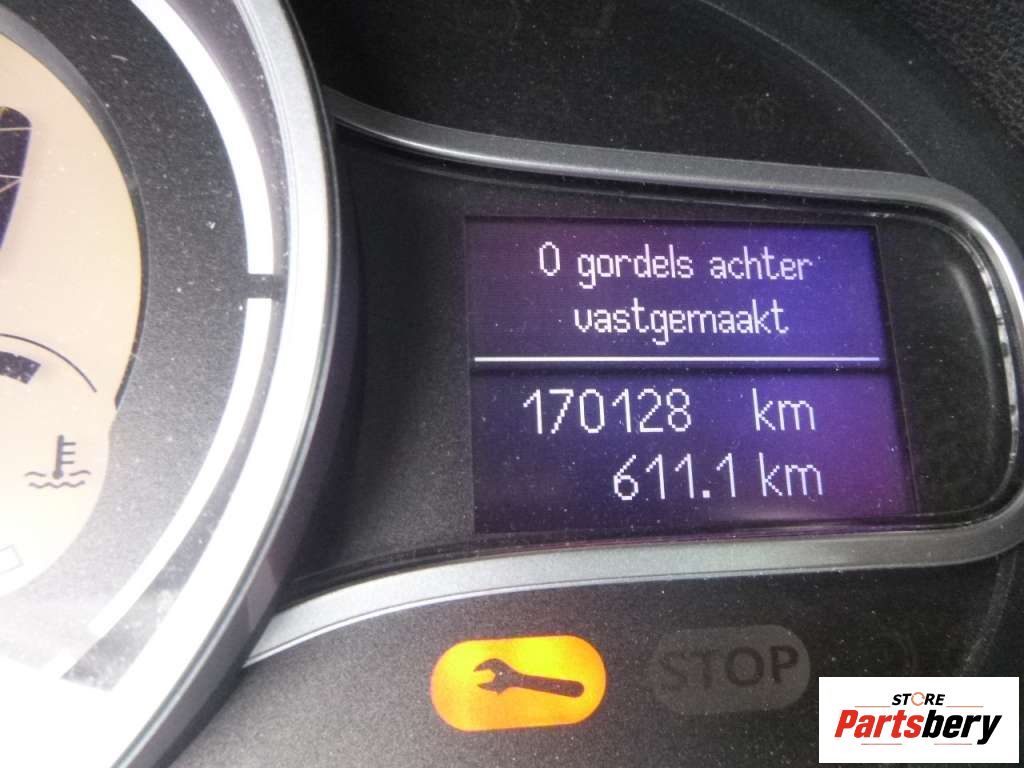 0 gordels achter
vastgemaakt
170128 km
611.1 km
STOP
STORE
Partsbery